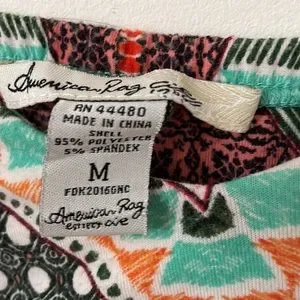 American Rag
RN 44480
MADE IN CHINA
SHELL
95% POLYESTER
5% SPANDEX
M
FDK2016GNC
American Rag